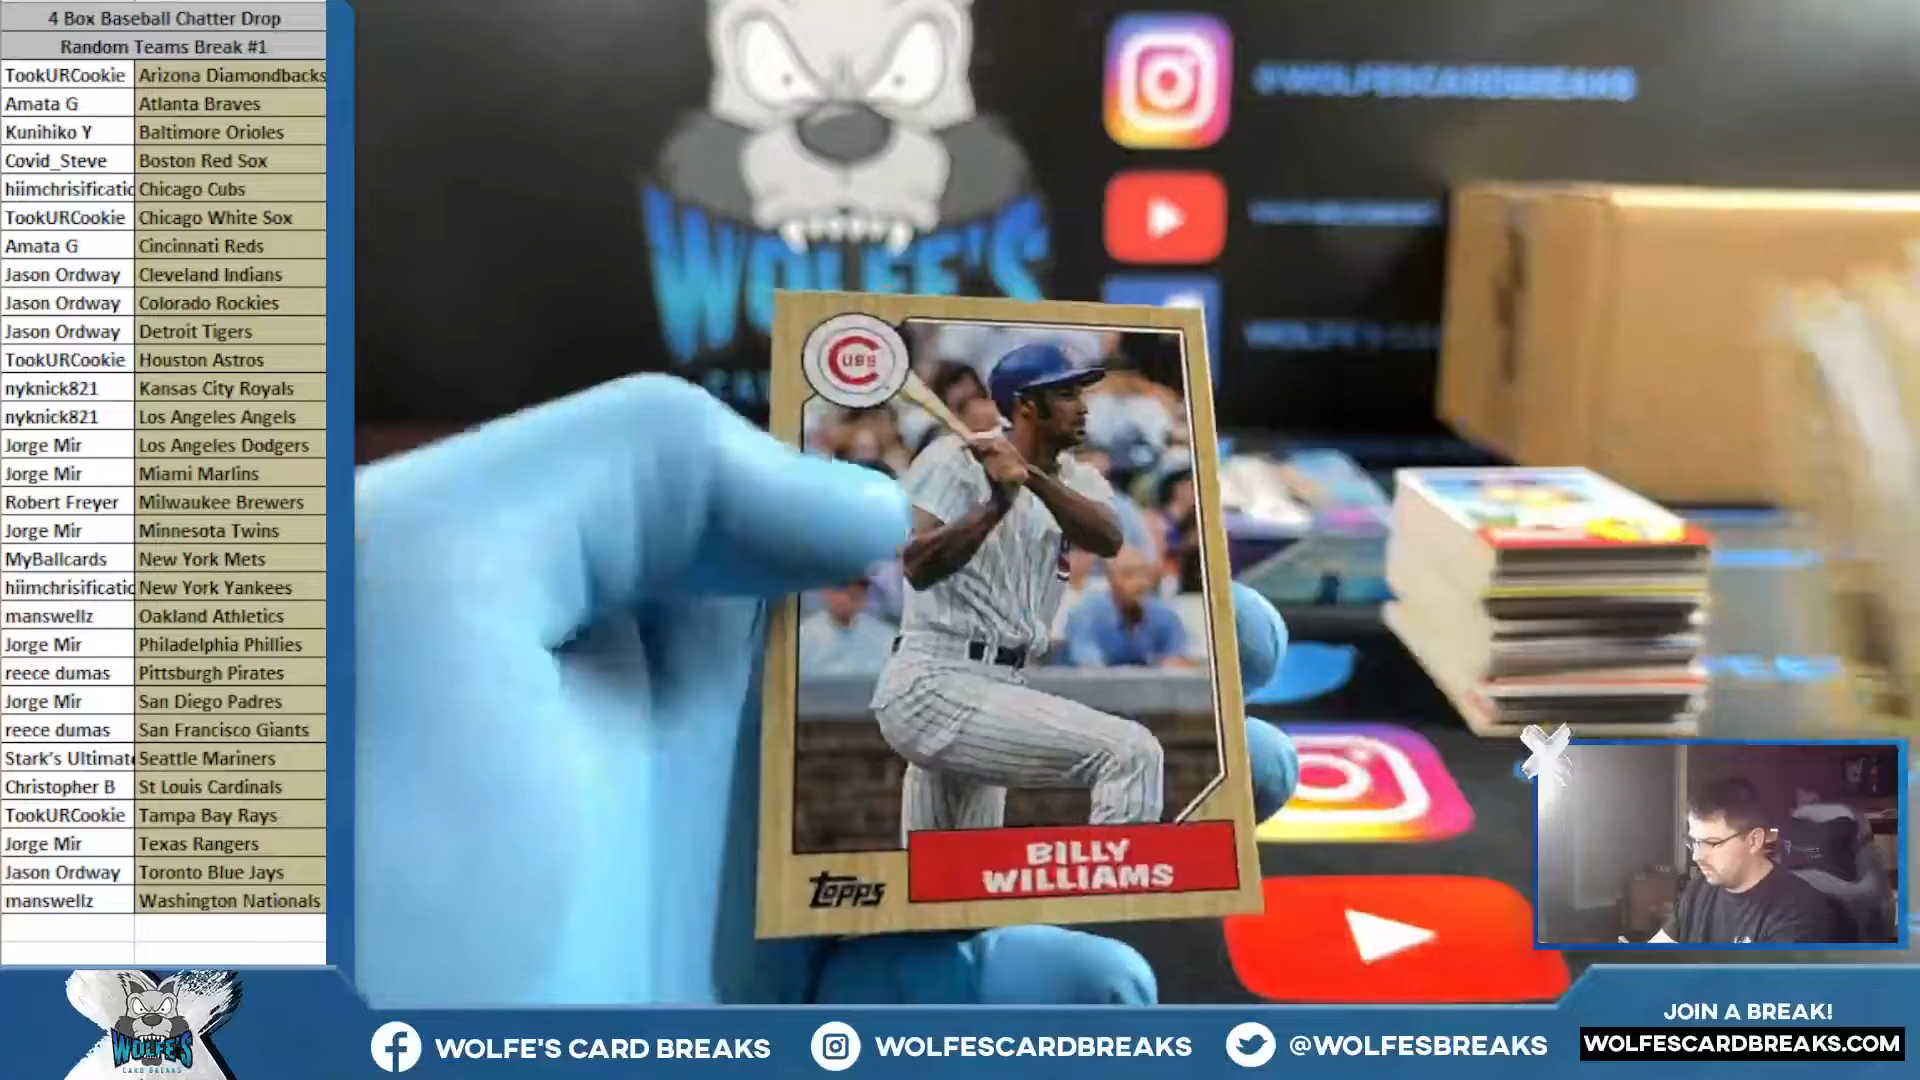 4 Box Baseball Chatter Drop
Random Teams Break #1
TookURCookie Arizona Diamondbacks
Amata G Atlanta Braves
Kunihiko Y Baltimore Orioles
Covid_Steve Boston Red Sox
hiimchrisificatic Chicago Cubs
TookURCookie Chicago White Sox
Amata G Cincinnati Reds
Jason Ordway Cleveland Indians
Jason Ordway Colorado Rockies
Jason Ordway Detroit Tigers
TookURCookie Houston Astros
nyknick821 Kansas City Royals
nyknick821 Los Angeles Angels
Jorge Mir Los Angeles Dodgers
Jorge Mir Miami Marlins
Robert Freyer Milwaukee Brewers
Jorge Mir Minnesota Twins
MyBallcards New York Mets
hiimchrisificatic New York Yankees
manswellz Oakland Athletics
Jorge Mir Philadelphia Phillies
reece dumas Pittsburgh Pirates
Jorge Mir San Diego Padres
reece dumas San Francisco Giants
Stark's Ultimate Seattle Mariners
Christopher B St Louis Cardinals
TookURCookie Tampa Bay Rays
Jorge Mir Texas Rangers
Jason Ordway Toronto Blue Jays
manswellz Washington Nationals
@WOLFESCARDBREAKS
WOLFE'S
CUBS
BILLY
WILLIAMS
Topps
WOLFE'S
CARD BREAKS
WOLFE'S CARD BREAKS
WOLFESCARDBREAKS
@WOLFESBREAKS
JOIN A BREAK!
WOLFESCARDBREAKS.COM